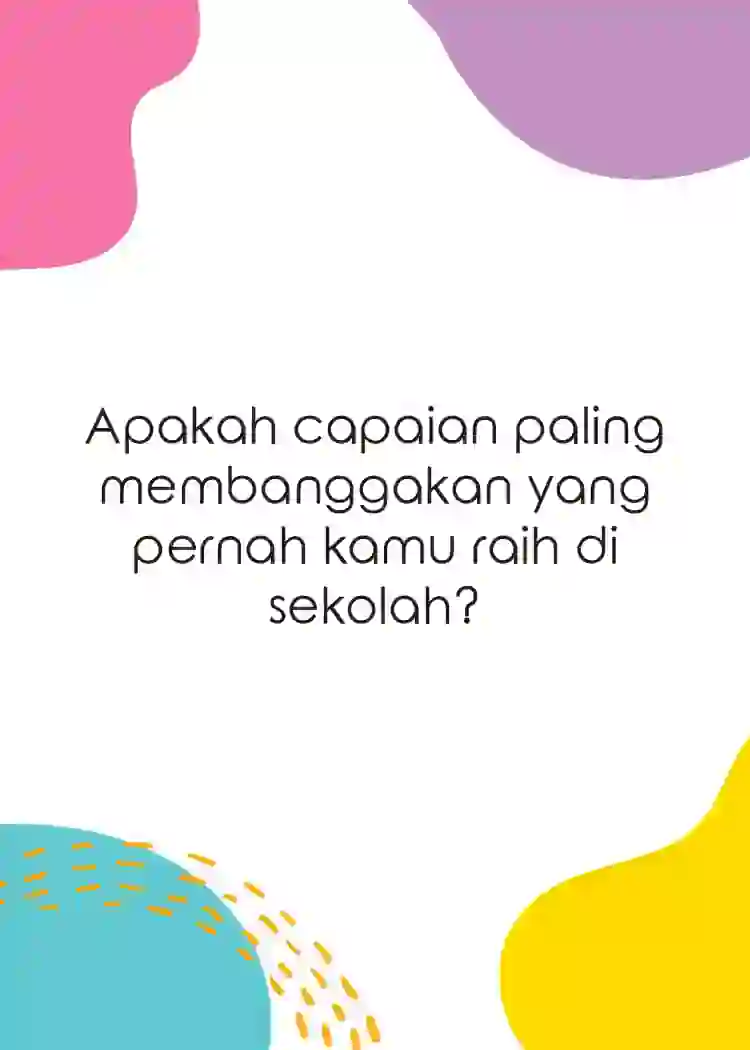 Apakah capaian paling
membanggakan yang
pernah kamu raih di
sekolah?